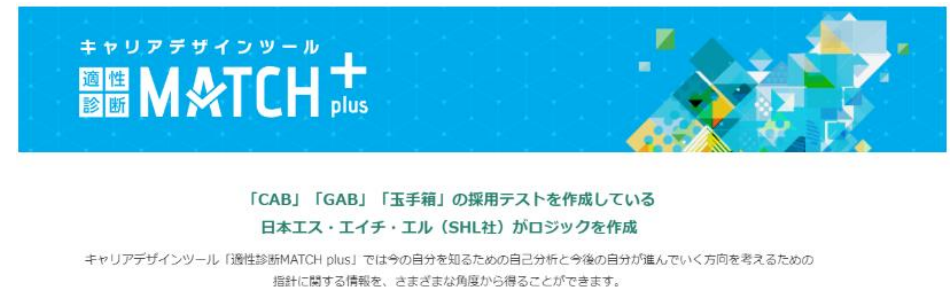 キャリアデザインツール
適性診断 MATCH plus
「CAB」「GAB」「玉手箱」の採用テストを作成している
日本エス・エイチ・エル（SHL社）がロジックを作成
キャリアデザインツール「適性診断MATCH plus」では今の自分を知るための自己分析と今後の自分が進んでいく方向を考えるための
指針に関する情報を、さまざまな角度から得ることができます。